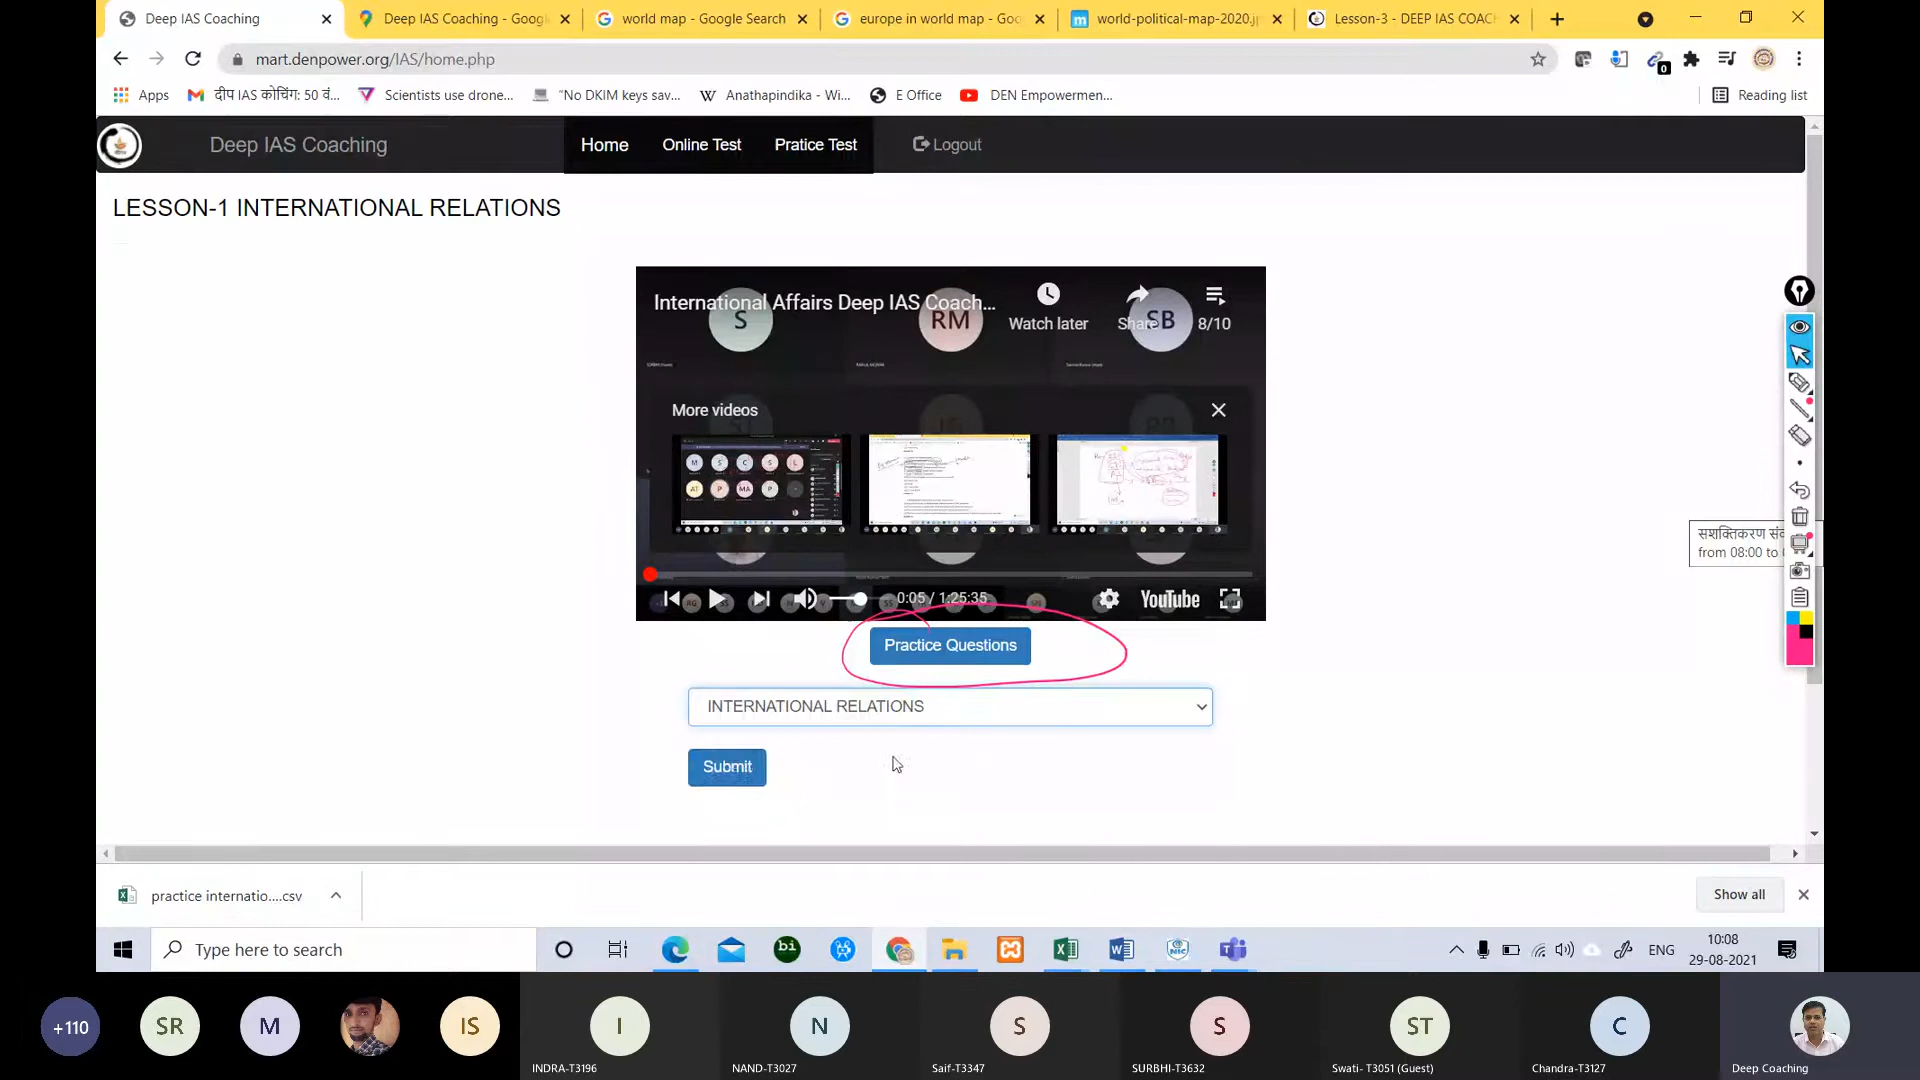 Deep IAS Coaching
Deep IAS Coaching - Google
world map - Google Search
europe in world map - Goo
world-political-map-2020.j
Lesson-3 - DEEP IAS COACH
mart.denpower.org/IAS/home.php
0
Apps
दीप IAS कोचिंग: 50 वं...
Scientists use drone...
"No DKIM keys sav...
Anathapindika - Wi...
E Office
DEN Empowermen...
Reading list
Deep IAS Coaching
Home
Online Test
Pratice Test
Logout
LESSON-1 INTERNATIONAL RELATIONS
International Affairs Deep IAS Coach...
Watch later
Share
8/10
S
RM
SB
More videos
0:05 / 1:25:35
YouTube
Practice Questions
INTERNATIONAL RELATIONS
Submit
सशक्तिकरण सं
from 08:00 to
practice internatio....csv
Show all
Type here to search
bi
NIC
ENG
10:08
29-08-2021
+110
SR
M
IS
I
N
S
S
ST
C
INDRA-T3196
NAND-T3027
Saif-T3347
SURBHI-T3632
Swati- T3051 (Guest)
Chandra-T3127
Deep Coaching